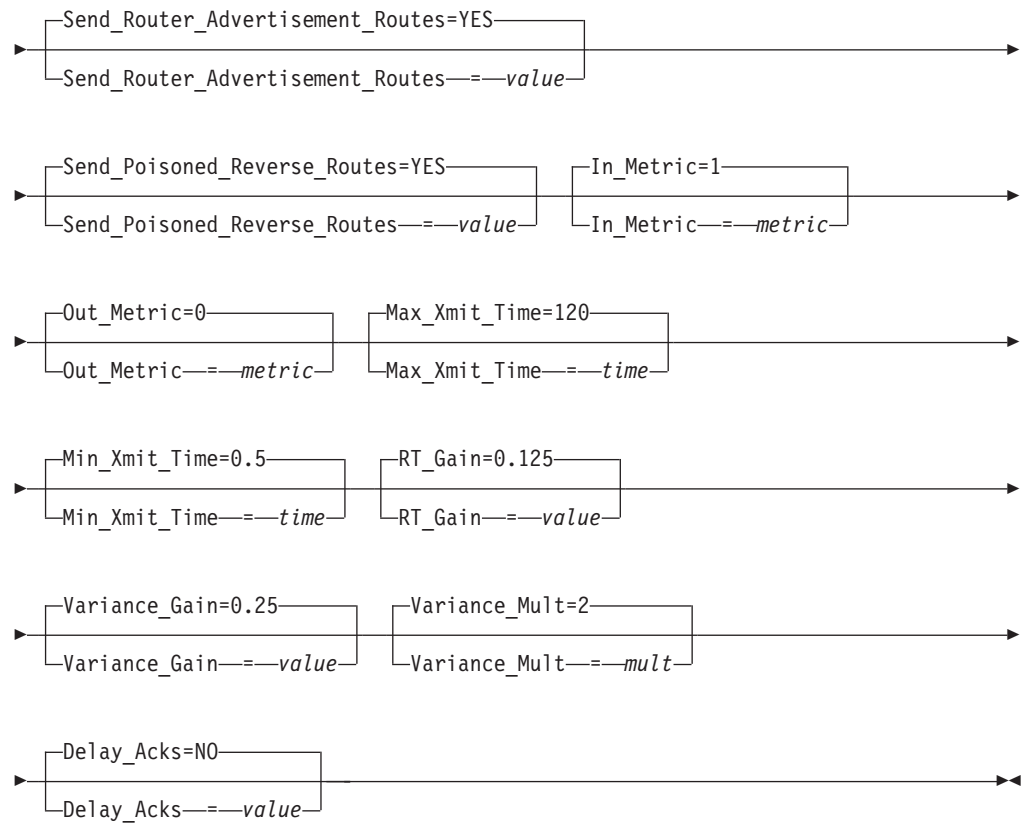 Send_Router_Advertisement_Routes=YES
Send_Router_Advertisement_Routes = value
Send_Poisoned_Reverse_Routes=YES In_Metric=1
Send_Poisoned_Reverse_Routes = value In_Metric = metric
Out_Metric=0 Max_Xmit_Time=120
Out_Metric = metric Max_Xmit_Time = time
Min_Xmit_Time=0.5 RT_Gain=0.125
Min_Xmit_Time = time RT_Gain = value
Variance_Gain=0.25 Variance_Mult=2
Variance_Gain = value Variance_Mult = mult
Delay_Acks=NO
Delay_Acks = value